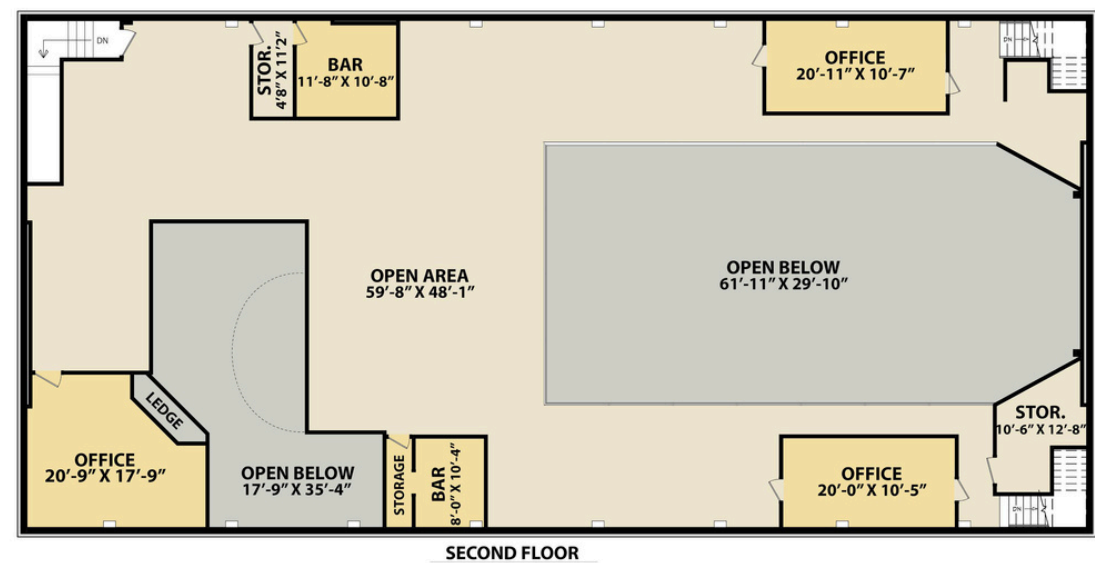 DN
STOR.
4'8" X 11'2"
BAR
11'-8" X 10'-8"
OFFICE
20'-11" X 10'-7"
DN
OPEN AREA
59'-8" X 48'-1"
OPEN BELOW
61'-11" X 29'-10"
LEDGE
OFFICE
20'-9" X 17'-9"
OPEN BELOW
17'-9" X 35'-4"
STORAGE
BAR
8'-0" X 10'-4"
OFFICE
20'-0" X 10'-5"
STOR.
10'-6" X 12'-8"
DN
SECOND FLOOR